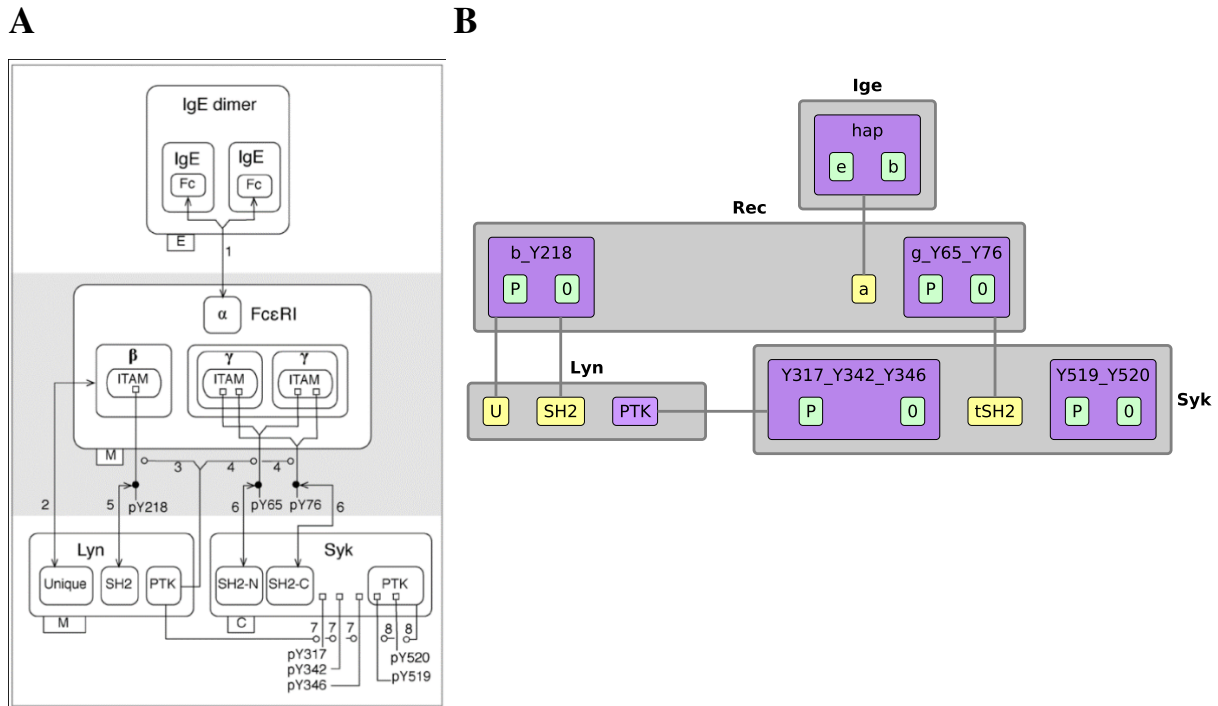 A
B
IgE dimer
IgE
IgE
Fc
Fc
E
1
α
FcεRI
β
γ
γ
ITAM
ITAM
ITAM
M
3
4
4
2
5
pY218
6
pY65
pY76
6
Lyn
Syk
Unique
SH2
PTK
SH2-N
SH2-C
PTK
M
C
7
7
7
8
8
pY317
pY342
pY346
pY520
pY519
Ige
hap
e
b
Rec
b_Y218
P
0
a
g_Y65_Y76
P
0
Lyn
U
SH2
PTK
Y317_Y342_Y346
P
0
tSH2
Y519_Y520
P
0
Syk